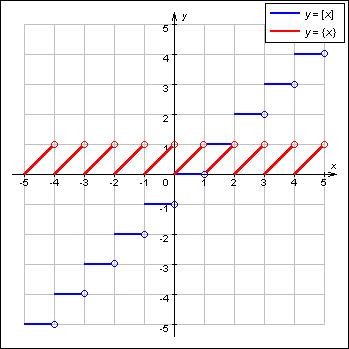 y = [x]
y = {x}
y
5
4
3
2
1
x
-5 -4 -3 -2 -1 0 1 2 3 4 5
-1
-2
-3
-4
-5